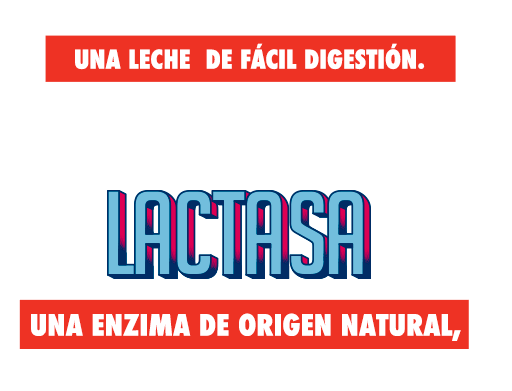 UNA LECHE DE FÁCIL DIGESTIÓN.
LACTASA
UNA ENZIMA DE ORIGEN NATURAL,